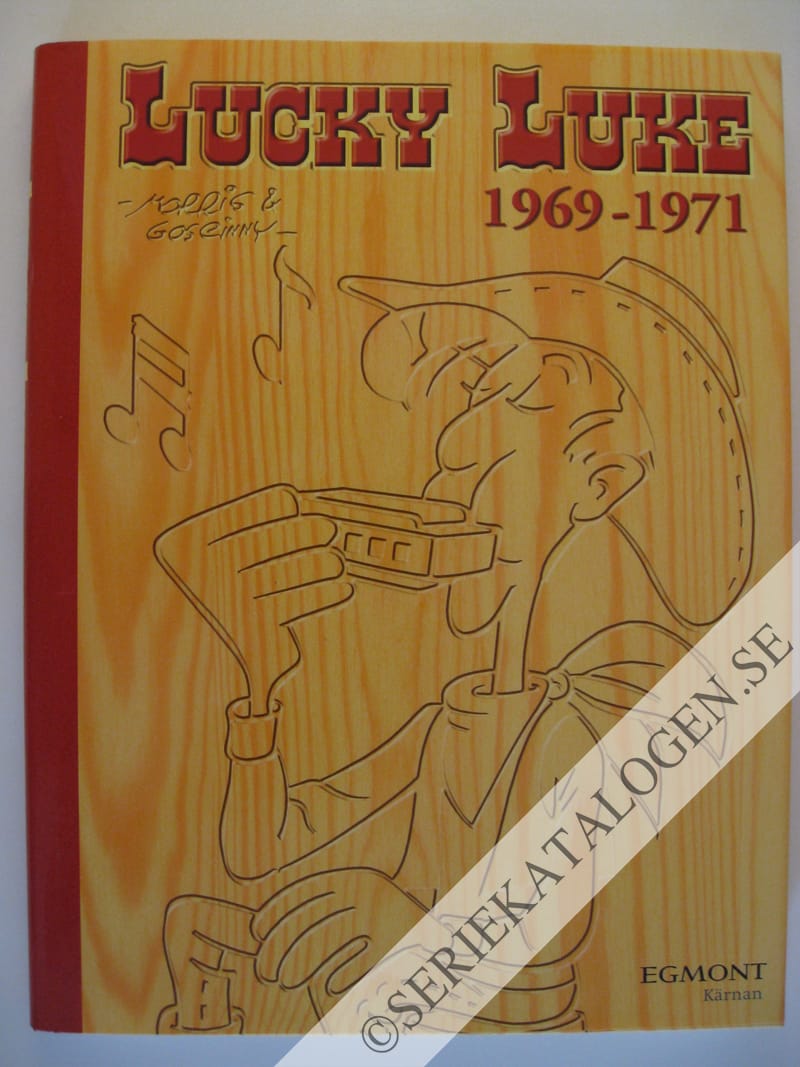 LUCKY LUKE
1969-1971
-MORRIS &
GOSCINNY-
©SERIEKATALOGEN.SE
EGMONT
Kärnan